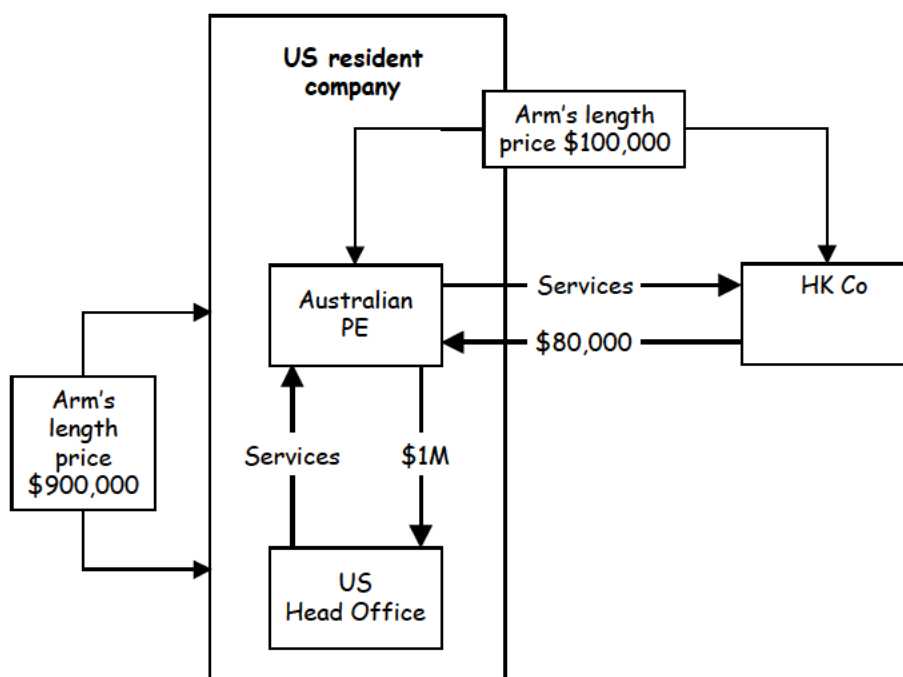 US resident
company
Arm's length
price $100,000
Australian
PE
Services
HK Co
$80,000
Arm's
length
price
$900,000
Services
$1M
US
Head Office